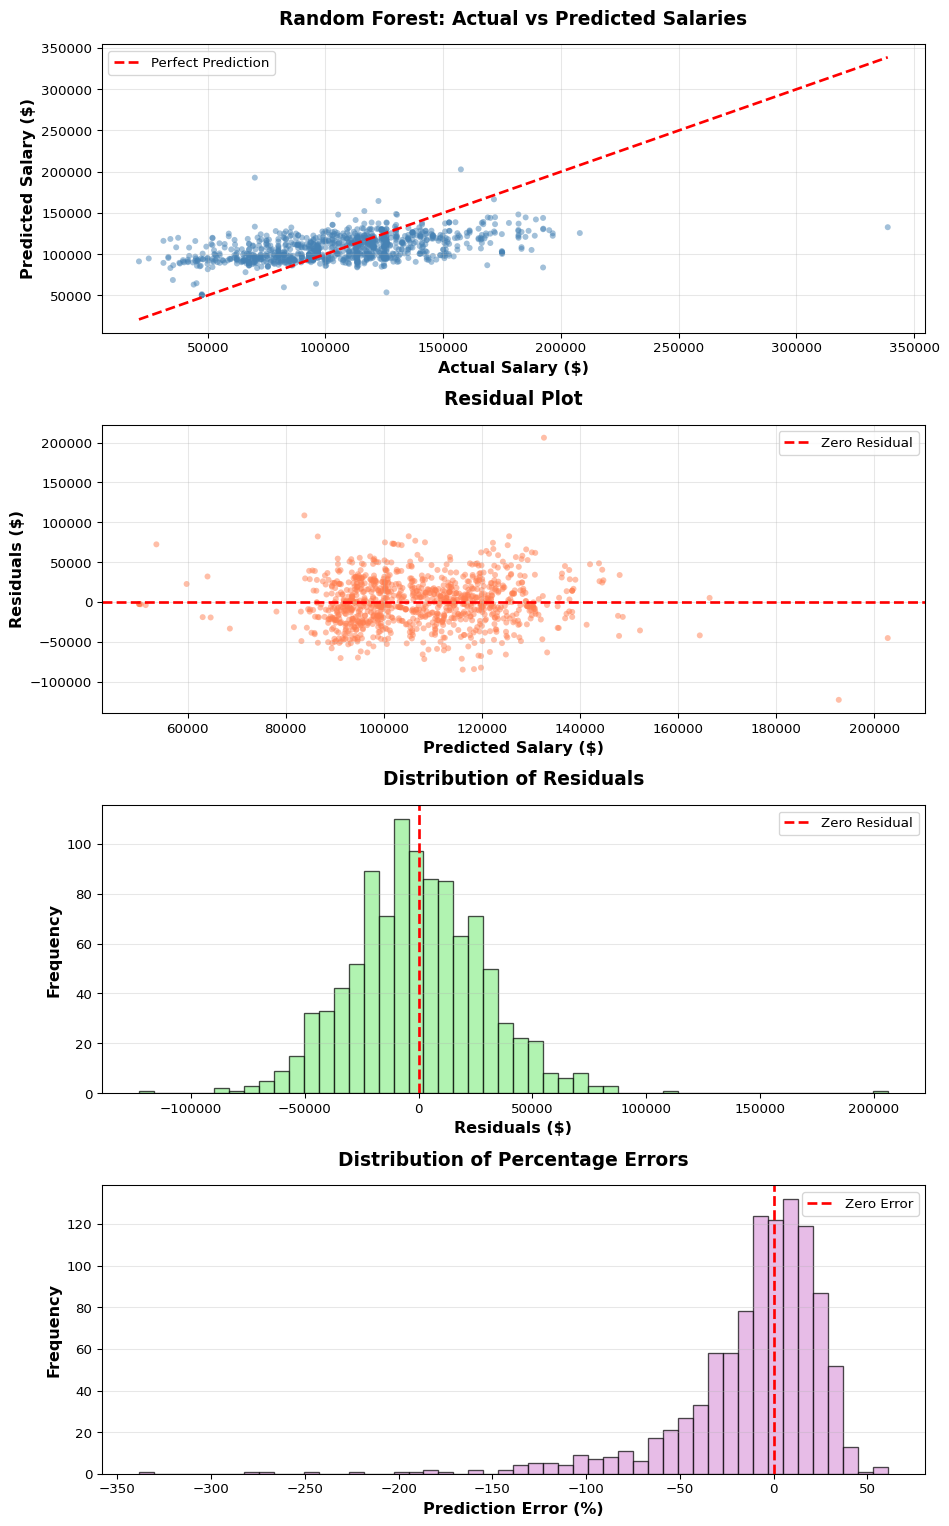 Random Forest: Actual vs Predicted Salaries
350000
300000
250000
200000
150000
100000
50000
Predicted Salary ($)
Perfect Prediction
50000 100000 150000 200000 250000 300000 350000
Actual Salary ($)
Residual Plot
200000
150000
100000
50000
0
−50000
−100000
Residuals ($)
Zero Residual
60000 80000 100000 120000 140000 160000 180000 200000
Predicted Salary ($)
Distribution of Residuals
100
80
60
40
20
0
Frequency
Zero Residual
−100000 −50000 0 50000 100000 150000 200000
Residuals ($)
Distribution of Percentage Errors
120
100
80
60
40
20
0
Frequency
Zero Error
−350 −300 −250 −200 −150 −100 −50 0 50
Prediction Error (%)